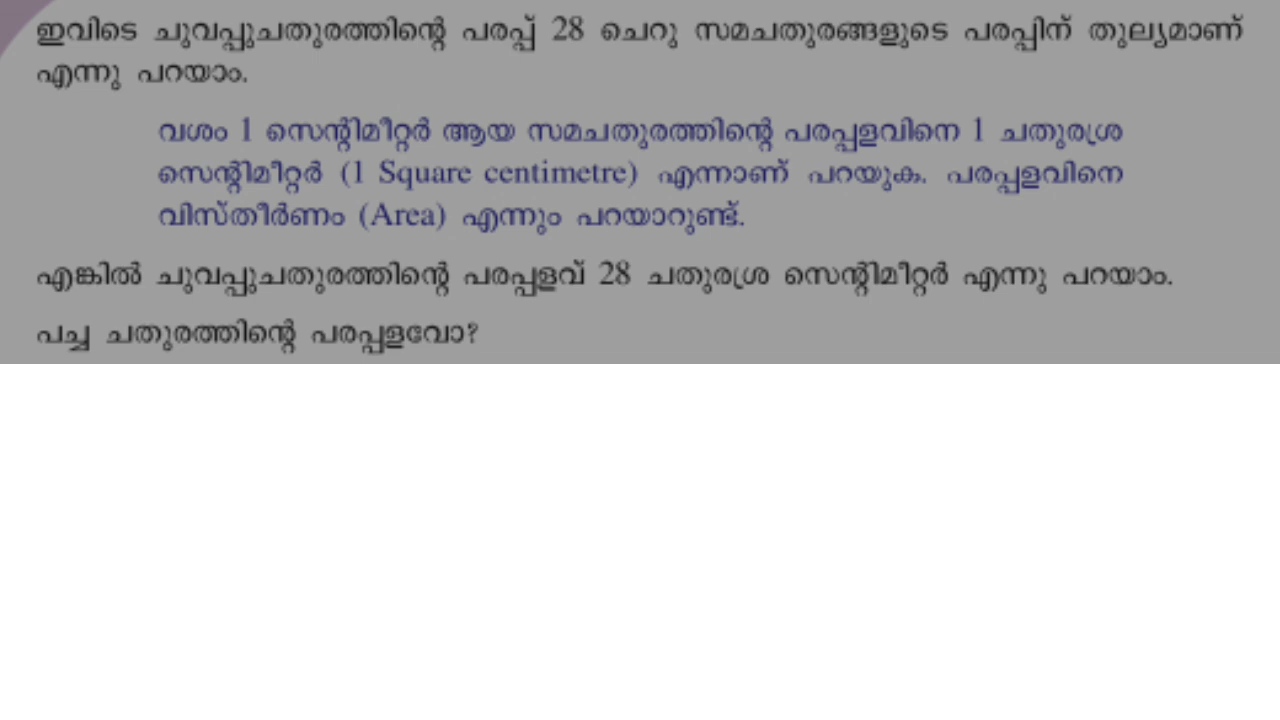 ഇവിടെ ചുവപ്പുചതുരത്തിന്റെ പരപ്പ് 28 ചെറു സമചതുരങ്ങളുടെ പരപ്പിന് തുല്യമാണ്
എന്നു പറയാം.
വശം 1 സെന്റിമീറ്റർ ആയ സമചതുരത്തിന്റെ പരപ്പളവിനെ 1 ചതുരശ്ര
സെന്റിമീറ്റർ (1 Square centimetre) എന്നാണ് പറയുക. പരപ്പളവിനെ
വിസ്തീർണം (Area) എന്നും പറയാറുണ്ട്.
എങ്കിൽ ചുവപ്പുചതുരത്തിന്റെ പരപ്പളവ് 28 ചതുരശ്ര സെന്റിമീറ്റർ എന്നു പറയാം.
പച്ച ചതുരത്തിന്റെ പരപ്പളവോ?